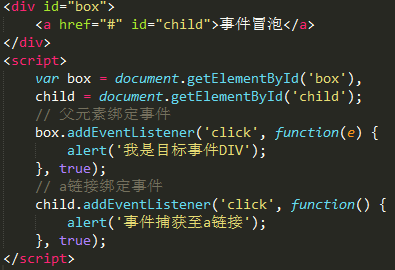 <div id="box">
    <a href="#" id="child">事件冒泡</a>
</div>
<script>
    var box = document.getElementById('box'),
    child = document.getElementById('child');
    // 父元素绑定事件
    box.addEventListener('click', function(e) {
        alert('我是目标事件DIV');
    }, true);
    // a链接绑定事件
    child.addEventListener('click', function() {
        alert('事件捕获至a链接');
    }, true);
</script>